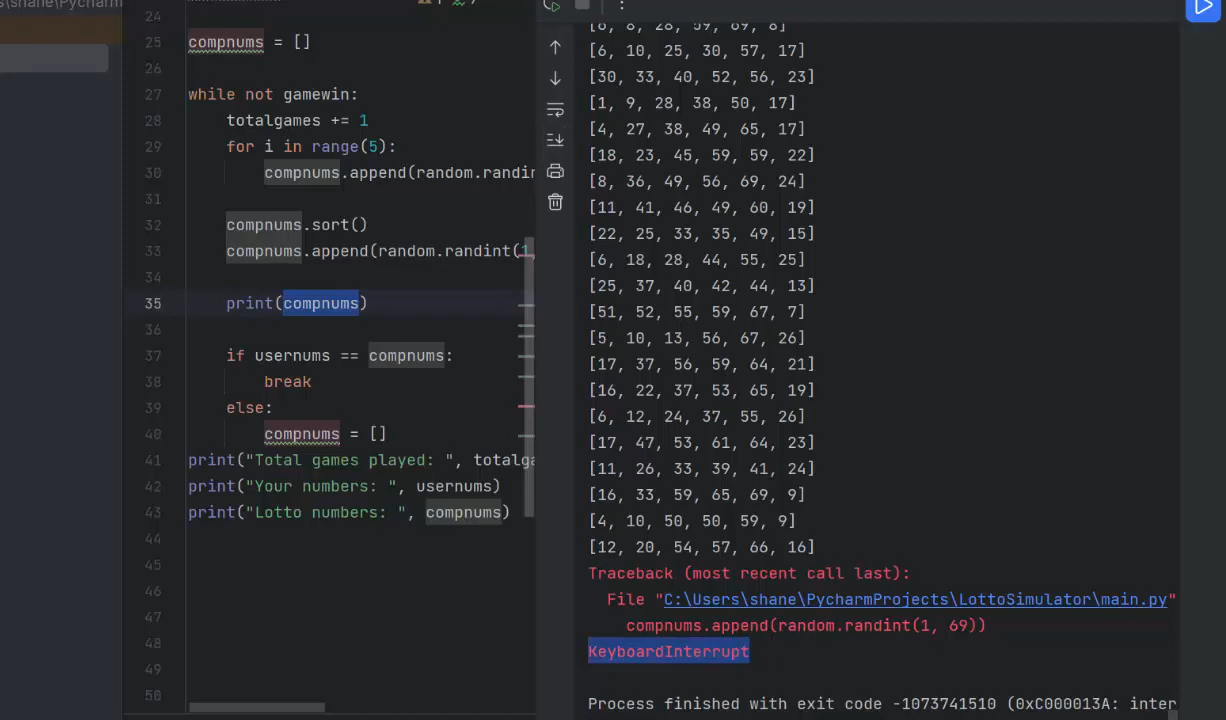 s\shane\Pycharm
24
25 compnums = []
26
27 while not gamewin:
28 totalgames += 1
29 for i in range(5):
30 compnums.append(random.randin
31
32 compnums.sort()
33 compnums.append(random.randint(1,
34
35 print(compnums)
36
37 if usernums == compnums:
38 break
39 else:
40 compnums = []
41 print("Total games played: ", totalga
42 print("Your numbers: ", usernums)
43 print("Lotto numbers: ", compnums)
44
45
46
47
48
49
50
[6, 8, 28, 59, 69, 8]
[6, 10, 25, 30, 57, 17]
[30, 33, 40, 52, 56, 23]
[1, 9, 28, 38, 50, 17]
[4, 27, 38, 49, 65, 17]
[18, 23, 45, 59, 59, 22]
[8, 36, 49, 56, 69, 24]
[11, 41, 46, 49, 60, 19]
[22, 25, 33, 35, 49, 15]
[6, 18, 28, 44, 55, 25]
[25, 37, 40, 42, 44, 13]
[51, 52, 55, 59, 67, 7]
[5, 10, 13, 56, 67, 26]
[17, 37, 56, 59, 64, 21]
[16, 22, 37, 53, 65, 19]
[6, 12, 24, 37, 55, 26]
[17, 47, 53, 61, 64, 23]
[11, 26, 33, 39, 41, 24]
[16, 33, 59, 65, 69, 9]
[4, 10, 50, 50, 59, 9]
[12, 20, 54, 57, 66, 16]
Traceback (most recent call last):
File "C:\Users\shane\PycharmProjects\LottoSimulator\main.py"
compnums.append(random.randint(1, 69))
KeyboardInterrupt
Process finished with exit code -1073741510 (0xC000013A: inter